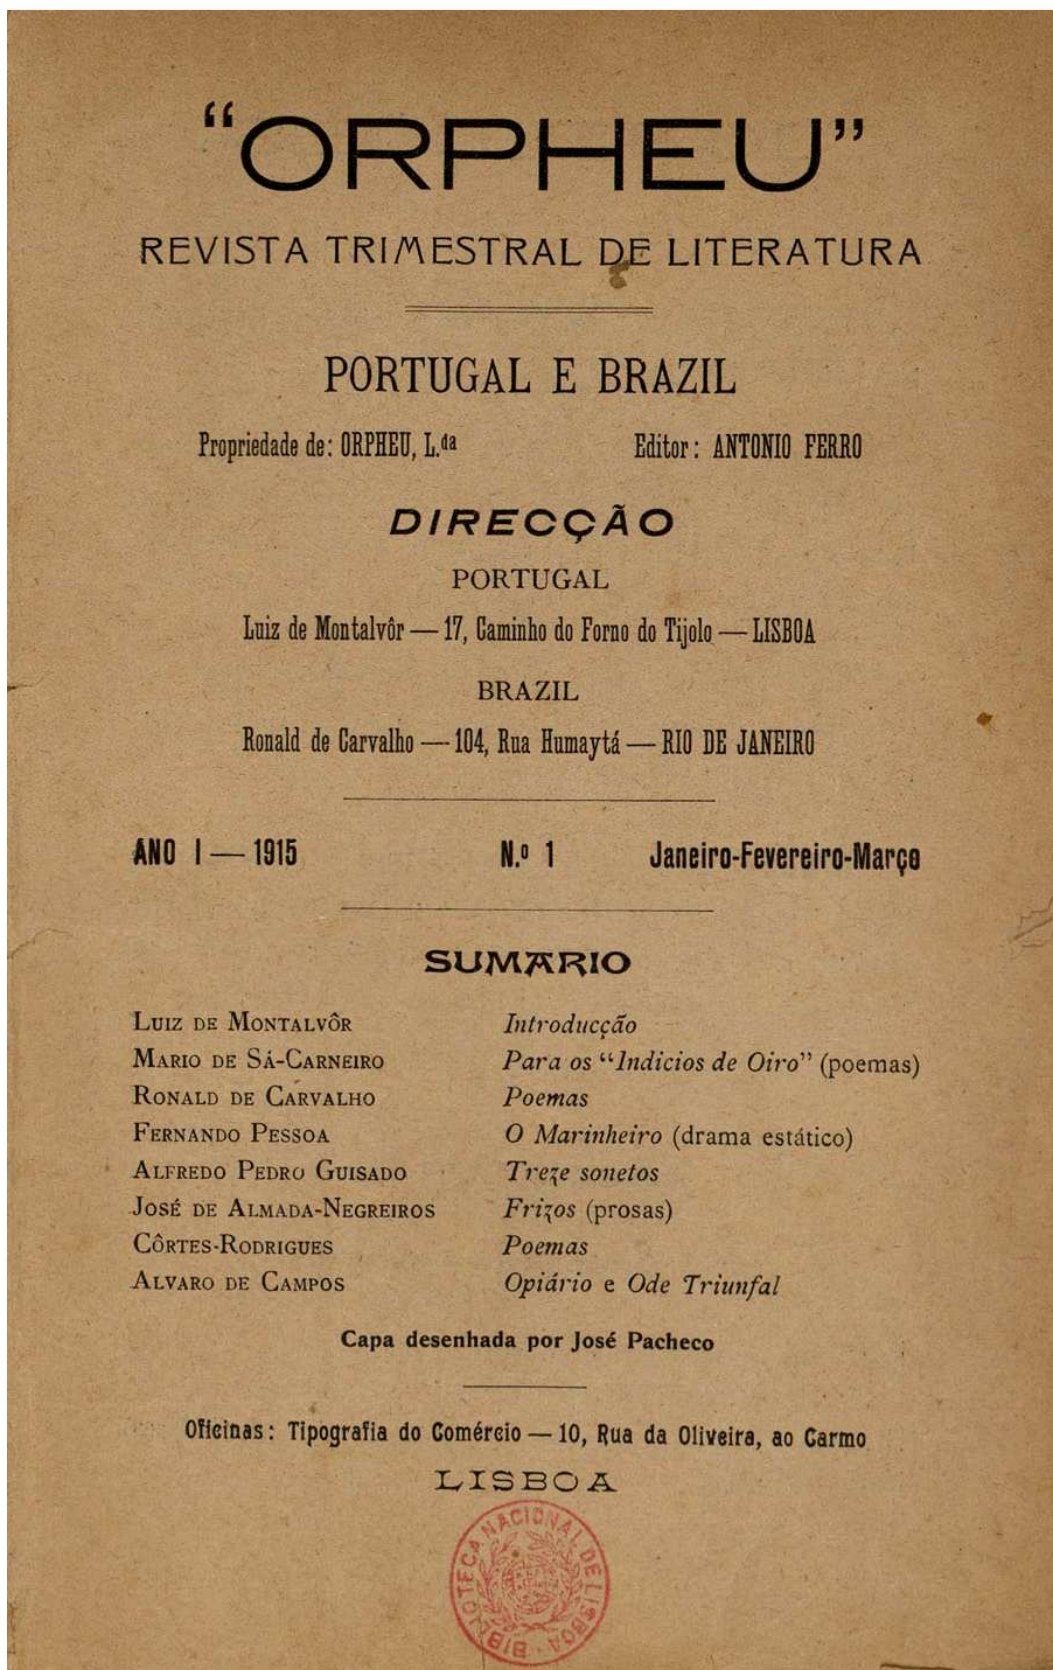 “ORPHEU”
REVISTA TRIMESTRAL DE LITERATURA
PORTUGAL E BRAZIL
Propriedade de: ORPHEU, L.da Editor: ANTONIO FERRO
DIRECÇÃO
PORTUGAL
Luiz de Montalvôr — 17, Caminho do Forno do Tijolo — LISBOA
BRAZIL
Ronald de Carvalho — 104, Rua Humaytá — RIO DE JANEIRO
ANO I — 1915 N.º 1 Janeiro-Fevereiro-Março
SUMARIO
LUIZ DE MONTALVÔR Introducção
MARIO DE SÁ-CARNEIRO Para os “Indicios de Oiro” (poemas)
RONALD DE CARVALHO Poemas
FERNANDO PESSOA O Marinheiro (drama estático)
ALFREDO PEDRO GUISADO Treze sonetos
JOSÉ DE ALMADA-NEGREIROS Frizos (prosas)
CÔRTES-RODRIGUES Poemas
ALVARO DE CAMPOS Opiário e Ode Triunfal
Capa desenhada por José Pacheco
Oficinas: Tipografia do Comércio — 10, Rua da Oliveira, ao Carmo
LISBOA
BIBLIOTECA NACIONAL DE LISBOA